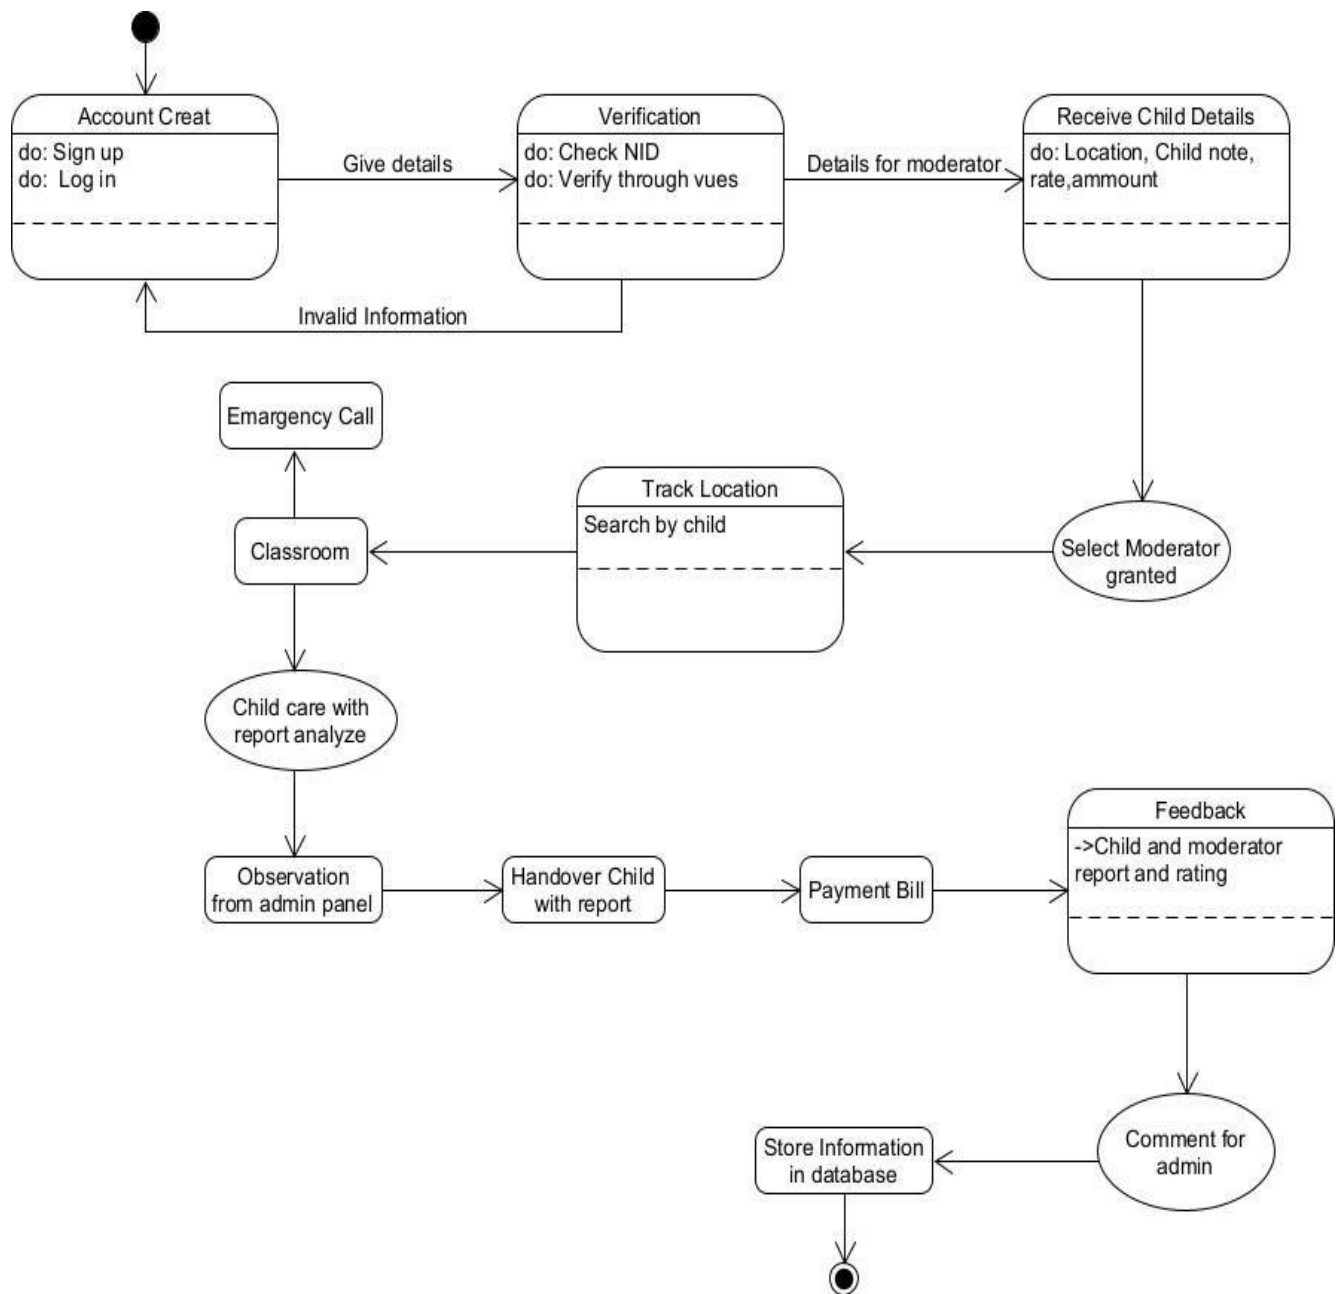 Account Creat
do: Sign up
do: Log in
Give details
Verification
do: Check NID
do: Verify through vues
Details for moderator
Receive Child Details
do: Location, Child note,
rate,ammount
Invalid Information
Emargency Call
Track Location
Search by child
Classroom
Select Moderator
granted
Child care with
report analyze
Observation
from admin panel
Handover Child
with report
Payment Bill
Feedback
->Child and moderator
report and rating
Comment for
admin
Store Information
in database